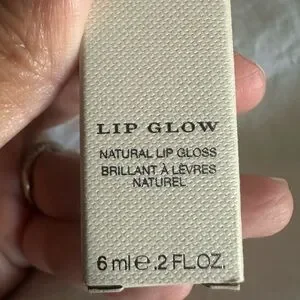 LIP GLOW
NATURAL LIP GLOSS
BRILLANT À LÈVRES
NATUREL
6 ml e .2 FL.OZ.